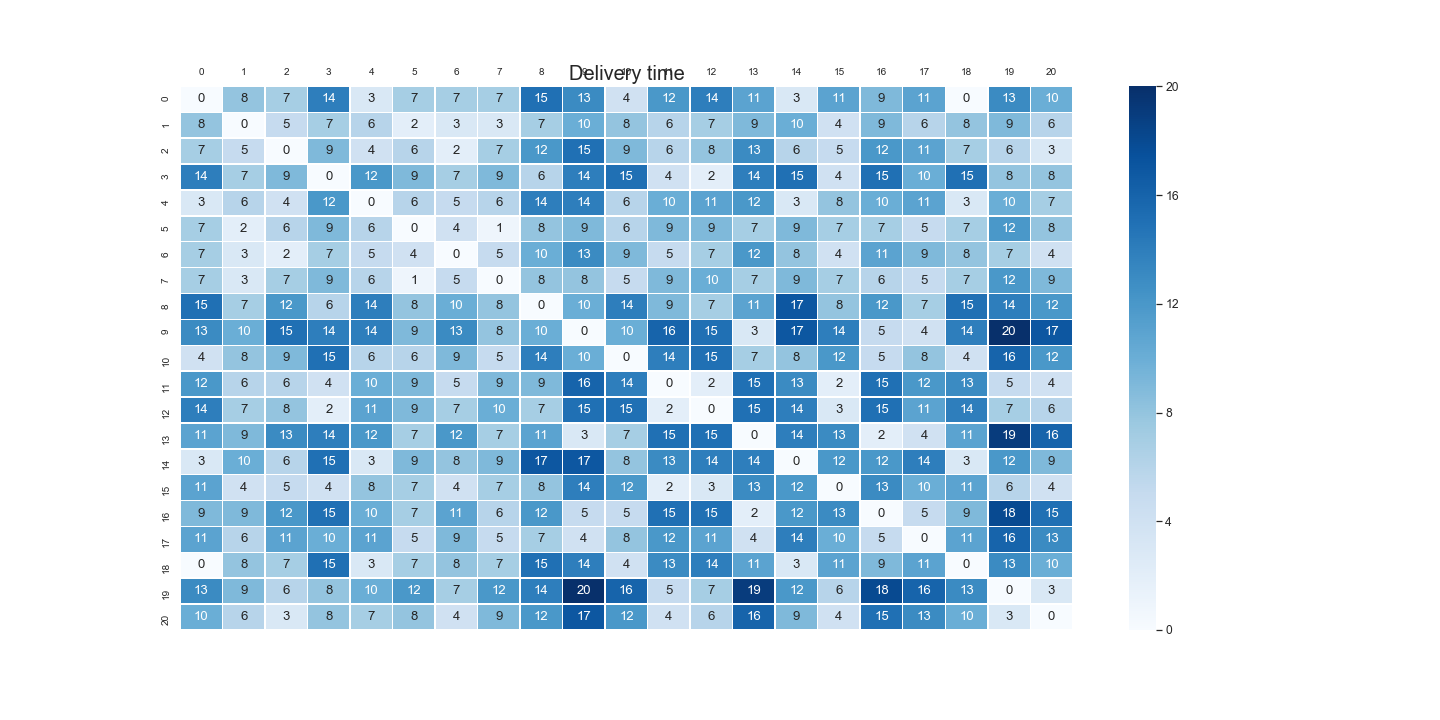 Delivery time
0 1 2 3 4 5 6 7 8 9 10 11 12 13 14 15 16 17 18 19 20
0 0 8 7 14 3 7 7 7 15 13 4 12 14 11 3 11 9 11 0 13 10
1 8 0 5 7 6 2 3 3 7 10 8 6 7 9 10 4 9 6 8 9 6
2 7 5 0 9 4 6 2 7 12 15 9 6 8 13 6 5 12 11 7 6 3
3 14 7 9 0 12 9 7 9 6 14 15 4 2 14 15 4 15 10 15 8 8
4 3 6 4 12 0 6 5 6 14 14 6 10 11 12 3 8 10 11 3 10 7
5 7 2 6 9 6 0 4 1 8 9 6 9 9 7 9 7 7 5 7 12 8
6 7 3 2 7 5 4 0 5 10 13 9 5 7 12 8 4 11 9 8 7 4
7 7 3 7 9 6 1 5 0 8 8 5 9 10 7 9 7 6 5 7 12 9
8 15 7 12 6 14 8 10 8 0 10 14 9 7 11 17 8 12 7 15 14 12
9 13 10 15 14 14 9 13 8 10 0 10 16 15 3 17 14 5 4 14 20 17
10 4 8 9 15 6 6 9 5 14 10 0 14 15 7 8 12 5 8 4 16 12
11 12 6 6 4 10 9 5 9 9 16 14 0 2 15 13 2 15 12 13 5 4
12 14 7 8 2 11 9 7 10 7 15 15 2 0 15 14 3 15 11 14 7 6
13 11 9 13 14 12 7 12 7 11 3 7 15 15 0 14 13 2 4 11 19 16
14 3 10 6 15 3 9 8 9 17 17 8 13 14 14 0 12 12 14 3 12 9
15 11 4 5 4 8 7 4 7 8 14 12 2 3 13 12 0 13 10 11 6 4
16 9 9 12 15 10 7 11 6 12 5 5 15 15 2 12 13 0 5 9 18 15
17 11 6 11 10 11 5 9 5 7 4 8 12 11 4 14 10 5 0 11 16 13
18 0 8 7 15 3 7 8 7 15 14 4 13 14 11 3 11 9 11 0 13 10
19 13 9 6 8 10 12 7 12 14 20 16 5 7 19 12 6 18 16 13 0 3
20 10 6 3 8 7 8 4 9 12 17 12 4 6 16 9 4 15 13 10 3 0
20
16
12
8
4
0